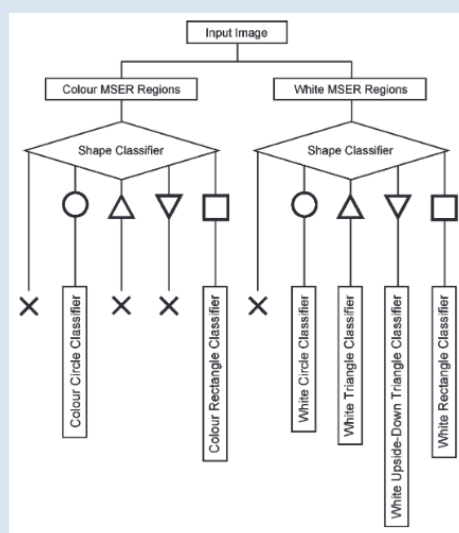 Input Image
Colour MSER Regions
White MSER Regions
Shape Classifier
Shape Classifier
Colour Circle Classifier
Colour Rectangle Classifier
White Circle Classifier
White Triangle Classifier
White Upside-Down Triangle Classifier
White Rectangle Classifier